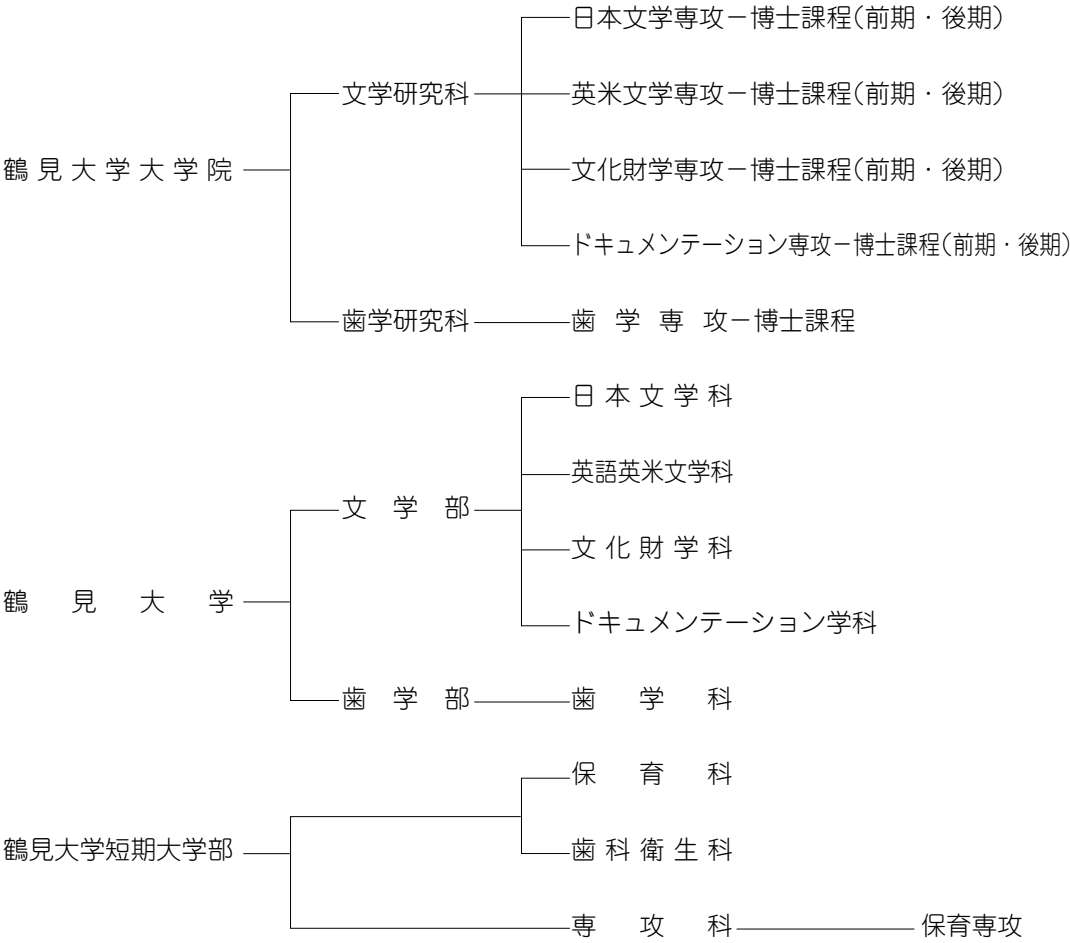 日本文学専攻－博士課程(前期・後期)
文学研究科
英米文学専攻－博士課程(前期・後期)
鶴見大学大学院
文化財学専攻－博士課程(前期・後期)
ドキュメンテーション専攻－博士課程(前期・後期)
歯学研究科
歯学専攻－博士課程
日本文学科
英語英米文学科
文学部
文化財学科
鶴見大学
ドキュメンテーション学科
歯学部
歯学科
保育科
鶴見大学短期大学部
歯科衛生科
専攻科
保育専攻